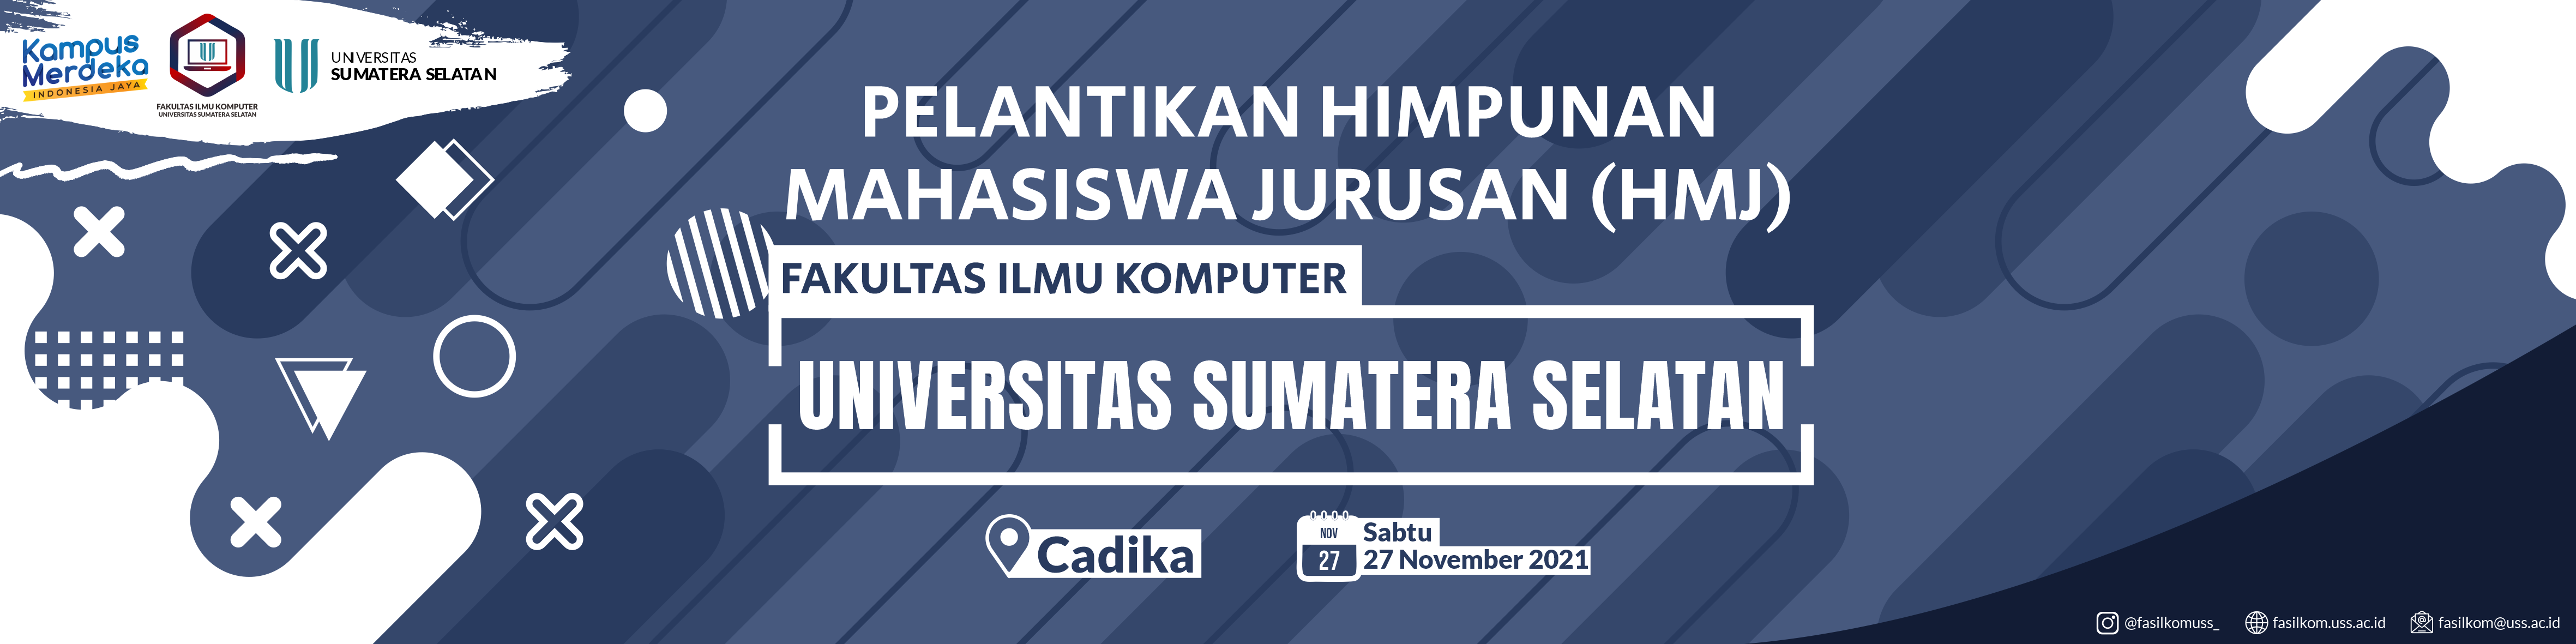 Kampus
Merdeka
INDONESIA JAYA
FAKULTAS ILMU KOMPUTER
UNIVERSITAS SUMATERA SELATAN
UNIVERSITAS
SUMATERA SELATAN
PELANTIKAN HIMPUNAN
MAHASISWA JURUSAN (HMJ)
FAKULTAS ILMU KOMPUTER
UNIVERSITAS SUMATERA SELATAN
Cadika
NOV
27
Sabtu
27 November 2021
@fasilkomuss_
fasilkom.uss.ac.id
fasilkom@uss.ac.id